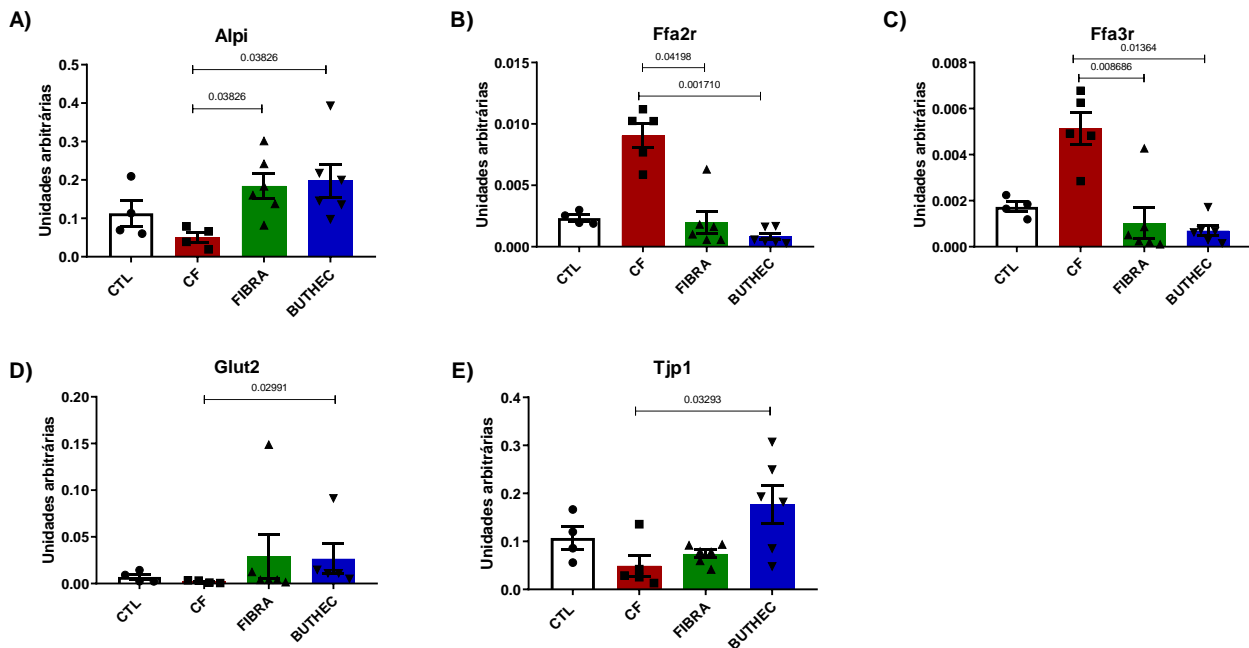 A)
Alpi
0.03826
0.03826
Unidades arbitrárias
0.5
0.4
0.3
0.2
0.1
0.0
CTL
CF
FIBRA
BUTHEC
B)
Ffa2r
0.04198
0.001710
Unidades arbitrárias
0.015
0.010
0.005
0.000
CTL
CF
FIBRA
BUTHEC
C)
Ffa3r
0.01364
0.008686
Unidades arbitrárias
0.008
0.006
0.004
0.002
0.000
CTL
CF
FIBRA
BUTHEC
D)
Glut2
0.02991
Unidades arbitrárias
0.20
0.15
0.10
0.05
0.00
CTL
CF
FIBRA
BUTHEC
E)
Tjp1
0.03293
Unidades arbitrárias
0.4
0.3
0.2
0.1
0.0
CTL
CF
FIBRA
BUTHEC